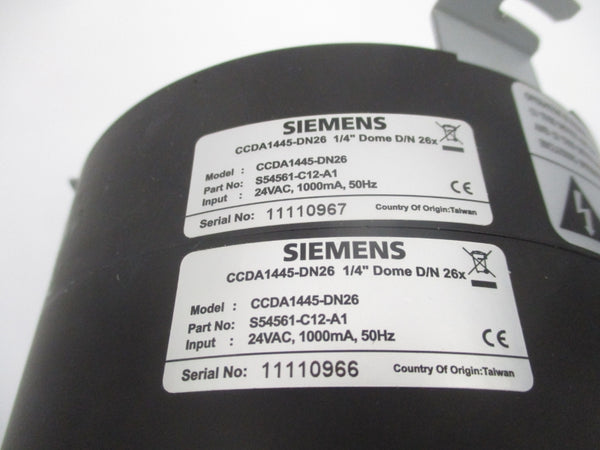 SIEMENS
CCDA1445-DN26 1/4" Dome D/N 26x
Model : CCDA1445-DN26
Part No: S54561-C12-A1
Input : 24VAC, 1000mA, 50Hz
CE
Serial No: 11110967 Country Of Origin:Taiwan
SIEMENS
CCDA1445-DN26 1/4" Dome D/N 26x
Model : CCDA1445-DN26
Part No: S54561-C12-A1
Input : 24VAC, 1000mA, 50Hz
CE
Serial No: 11110966 Country Of Origin:Taiwan